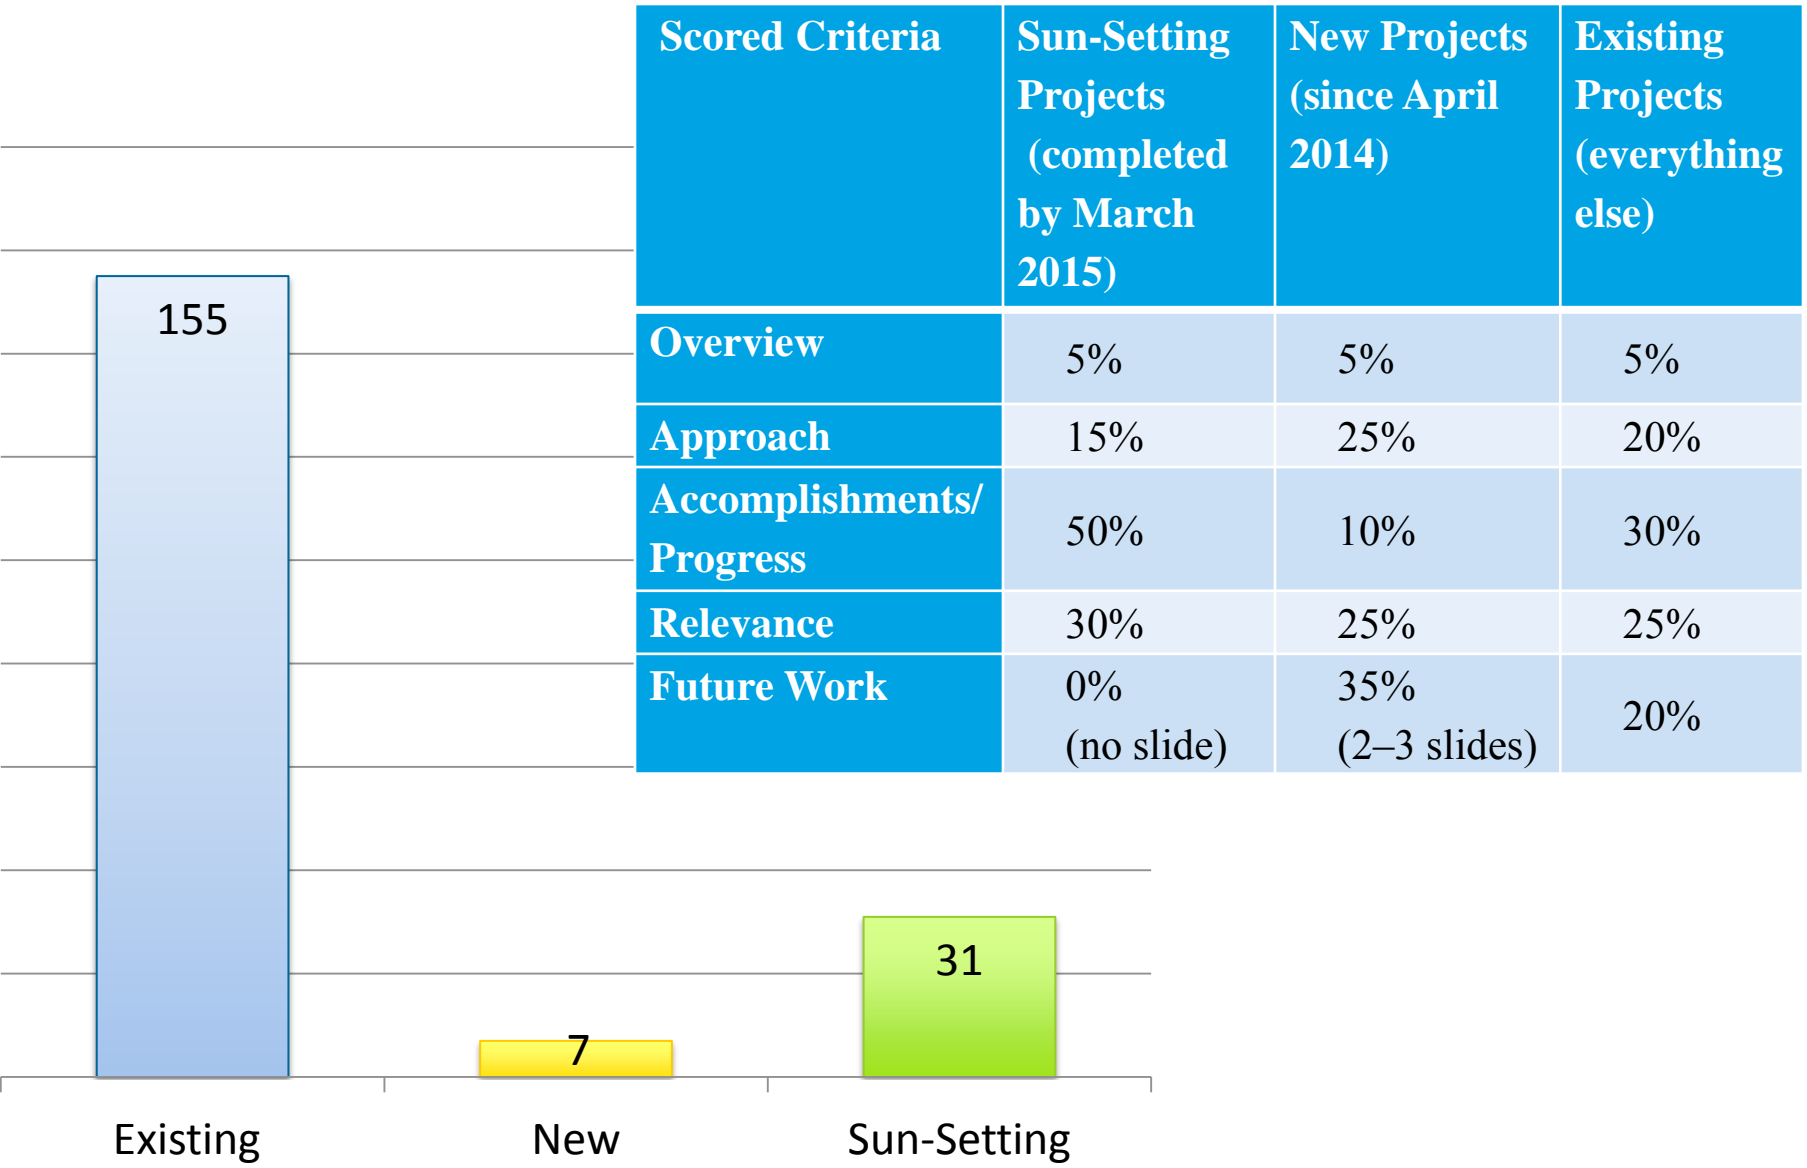 Scored Criteria
Sun-Setting
Projects
(completed
by March
2015)
New Projects
(since April
2014)
Existing
Projects
(everything
else)
Overview
5%
5%
5%
Approach
15%
25%
20%
Accomplishments/
Progress
50%
10%
30%
Relevance
30%
25%
25%
Future Work
0%
(no slide)
35%
(2–3 slides)
20%
155
7
31
Existing
New
Sun-Setting